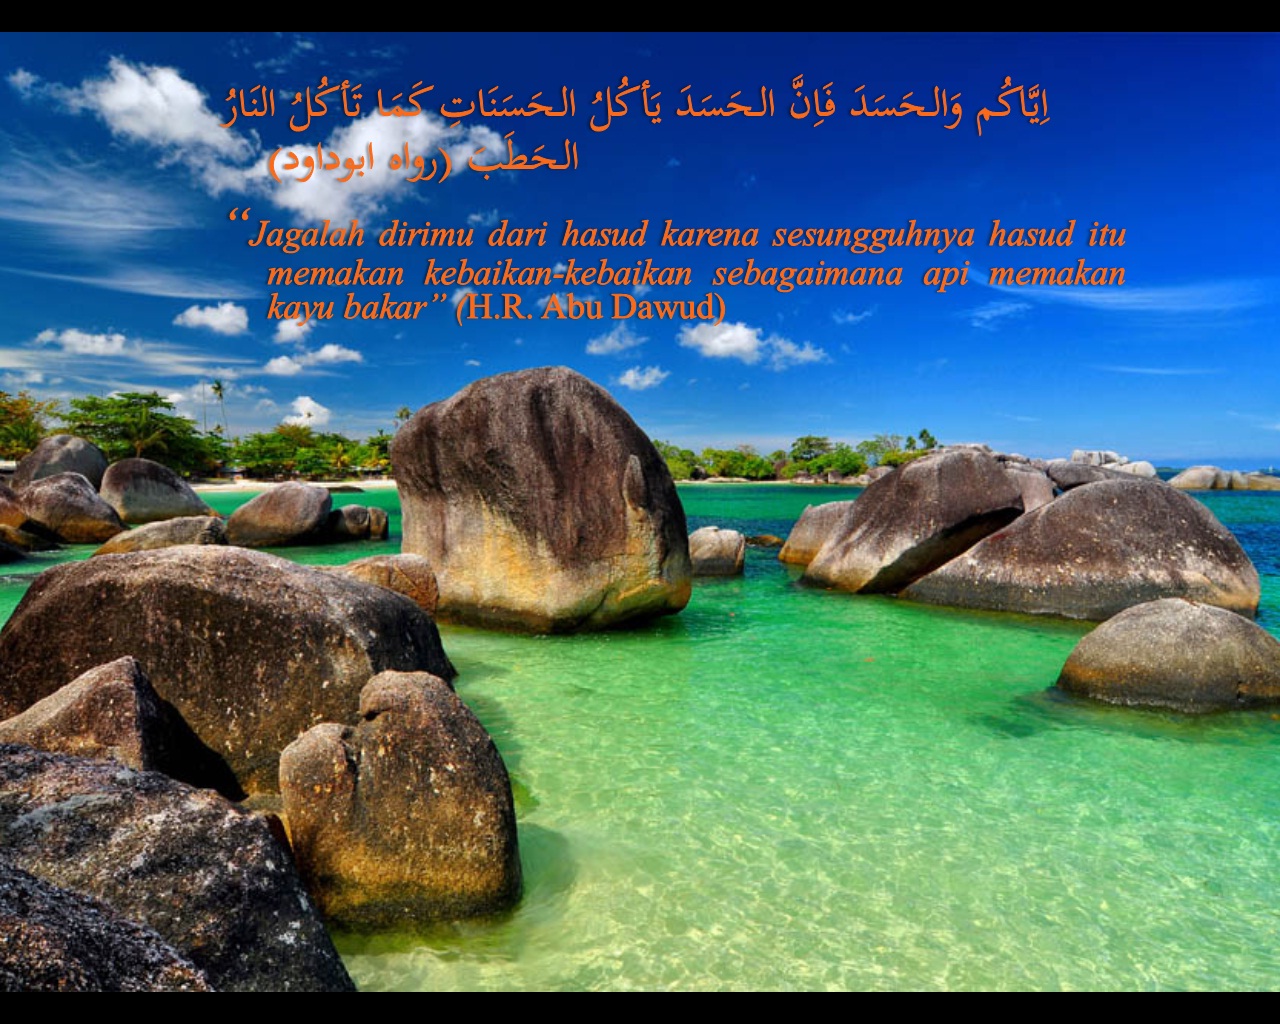 اِيَّاكُم وَالحَسَدَ فَاِنَّ الحَسَدَ يَأكُلُ الحَسَنَاتِ كَمَا تَأكُلُ النَارُ
الحَطَبَ (رواه ابوداود)
“Jagalah dirimu dari hasud karena sesungguhnya hasud itu
memakan kebaikan-kebaikan sebagaimana api memakan
kayu bakar” (H.R. Abu Dawud)